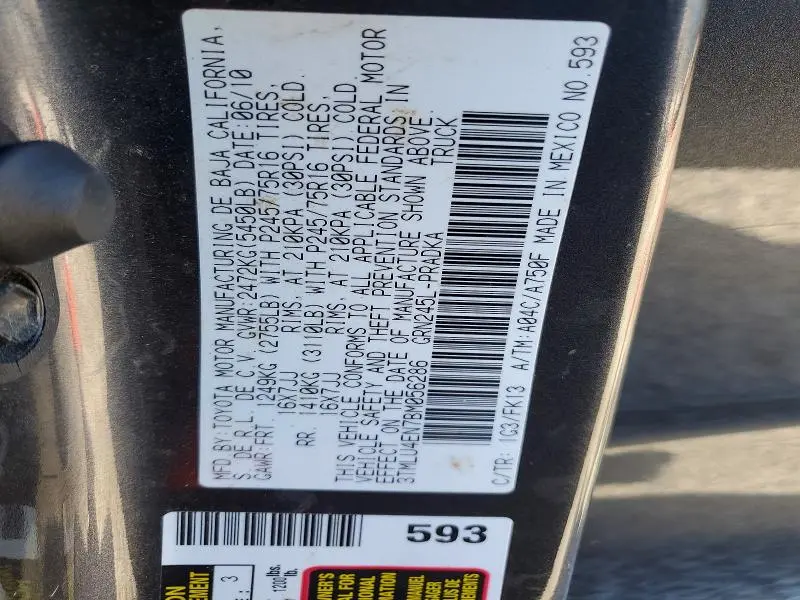 MFD. BY: TOYOTA MOTOR MANUFACTURING DE BAJA CALIFORNIA,
S. DE R.L. DE C.V. GVWR: 2472KG(5450LB) DATE: 06/10
GAWR: FRT. 1249KG (2755LB) WITH P245/75R16 TIRES,
16X7JJ RIMS, AT 210KPA (30PSI) COLD.
RR. 1410KG (3110LB) WITH P245/75R16 TIRES,
16X7JJ RIMS, AT 210KPA (30PSI) COLD.
THIS VEHICLE CONFORMS TO ALL APPLICABLE FEDERAL MOTOR
VEHICLE SAFETY AND THEFT PREVENTION STANDARDS IN
EFFECT ON THE DATE OF MANUFACTURE SHOWN ABOVE.
3TMLU4EN7BM056286 GRN245L-PRADKA TRUCK
C/TR: 1G3/FK13 A/TM: A04C/A750F MADE IN MEXICO NO. 593
593
: 3
1200 lbs.
lb.